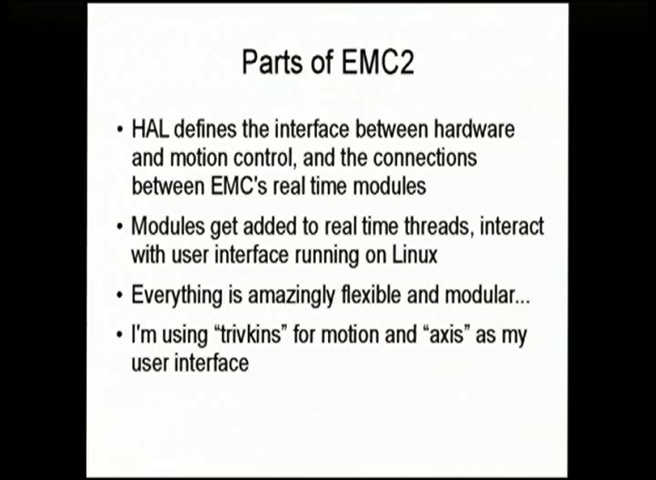 Parts of EMC2
• HAL defines the interface between hardware
and motion control, and the connections
between EMC's real time modules
• Modules get added to real time threads, interact
with user interface running on Linux
• Everything is amazingly flexible and modular...
• I'm using “trivkins” for motion and “axis” as my
user interface